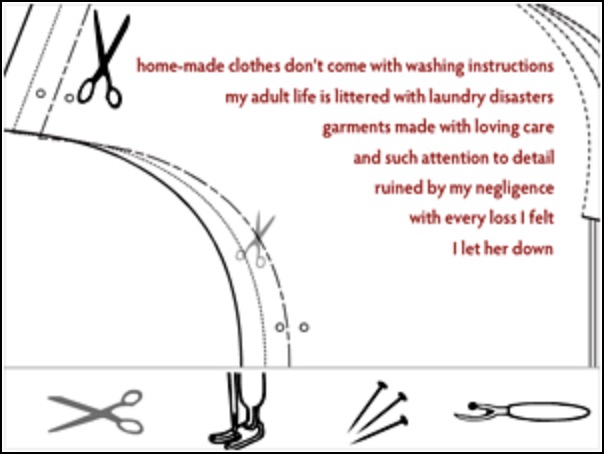 home-made clothes don't come with washing instructions
my adult life is littered with laundry disasters
garments made with loving care
and such attention to detail
ruined by my negligence
with every loss I felt
I let her down